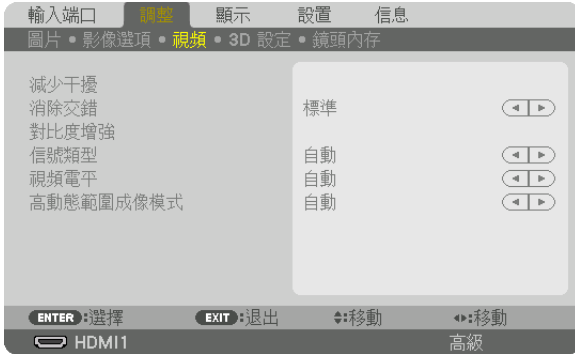 輸入端口 調整 顯示 設置 信息
圖片 • 影像選項 • 視頻 • 3D 設定 • 鏡頭內存
減少干擾
消除交錯 標準
對比度增強
信號類型 自動
視頻電平 自動
高動態範圍成像模式 自動
ENTER :選擇 EXIT :退出 :移動 :移動
HDMI1 高級